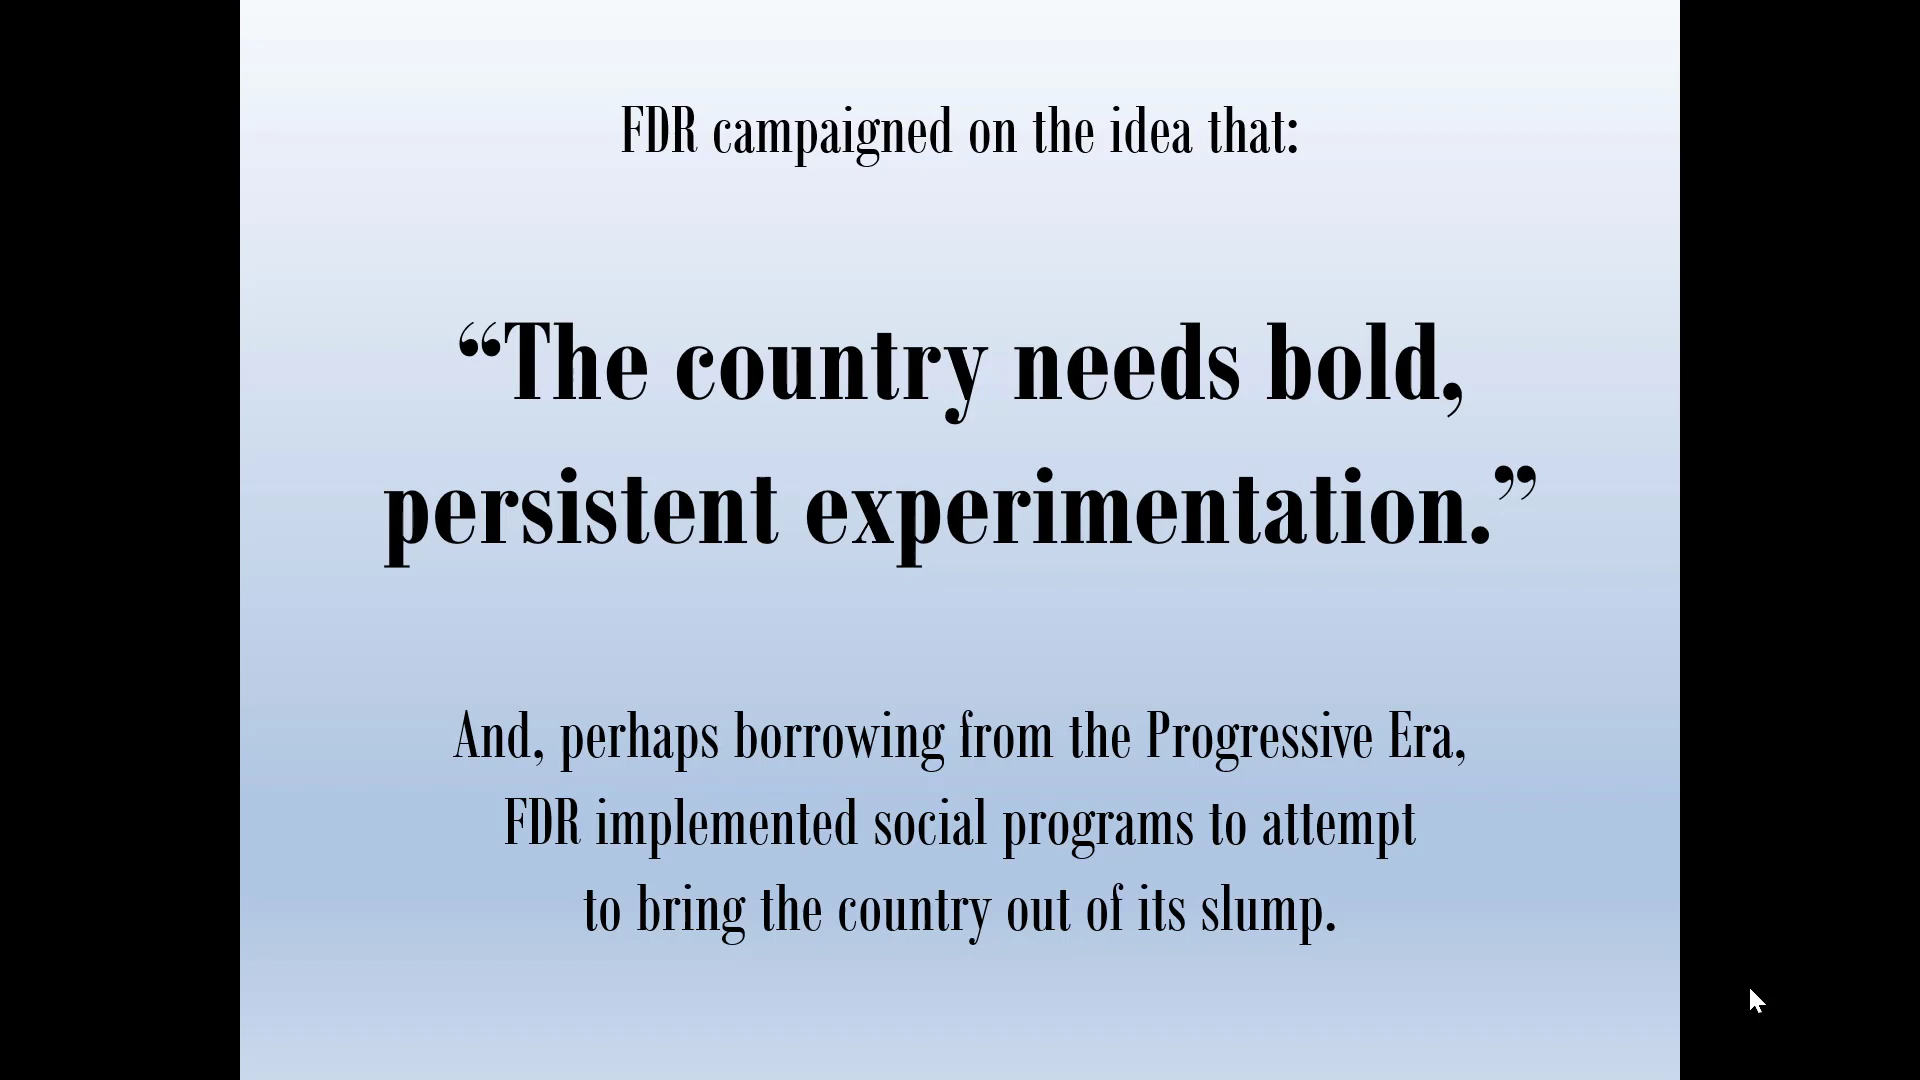 FDR campaigned on the idea that:
“The country needs bold,
persistent experimentation.”
And, perhaps borrowing from the Progressive Era,
FDR implemented social programs to attempt
to bring the country out of its slump.